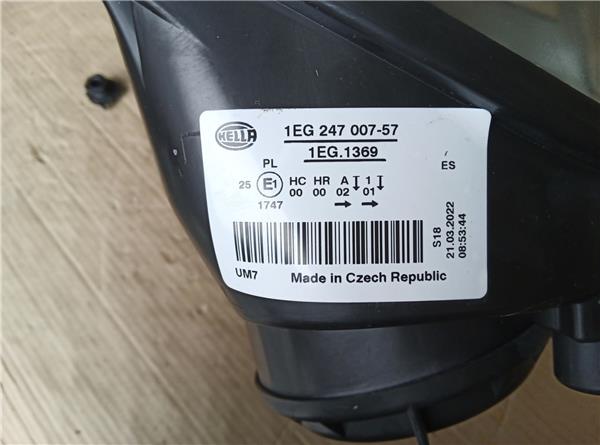 HELLA
1EG 247 007-57
1EG.1369
PL
ES
25 E1 HC HR A 1
00 00 02 01
1747
UM7
Made in Czech Republic
S18
21.03.2022
08:53:44